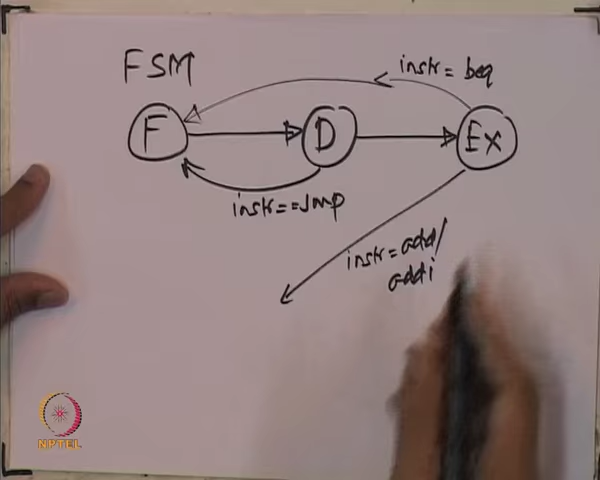 FSM
instr = beq
F
D
Ex
instr==Jmp
instr=add/
addi
NPTEL